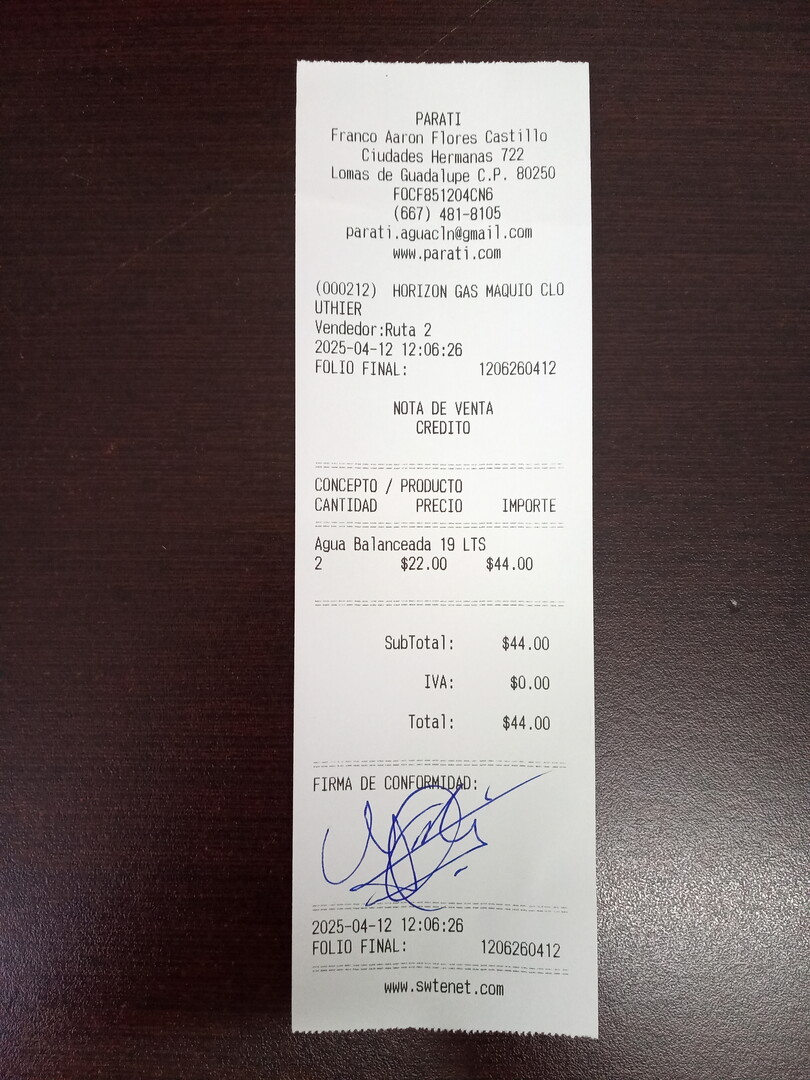 PARATI
Franco Aaron Flores Castillo
Ciudades Hermanas 722
Lomas de Guadalupe C.P. 80250
FOCF851204CN6
(667) 481-8105
parati.aguacln@gmail.com
www.parati.com
(000212) HORIZON GAS MAQUIO CLO
UTHIER
Vendedor:Ruta 2
2025-04-12 12:06:26
FOLIO FINAL: 1206260412
NOTA DE VENTA
CREDITO
CONCEPTO / PRODUCTO
CANTIDAD PRECIO IMPORTE
Agua Balanceada 19 LTS
2 $22.00 $44.00
SubTotal: $44.00
IVA: $0.00
Total: $44.00
FIRMA DE CONFORMIDAD:
2025-04-12 12:06:26
FOLIO FINAL: 1206260412
www.swtenet.com